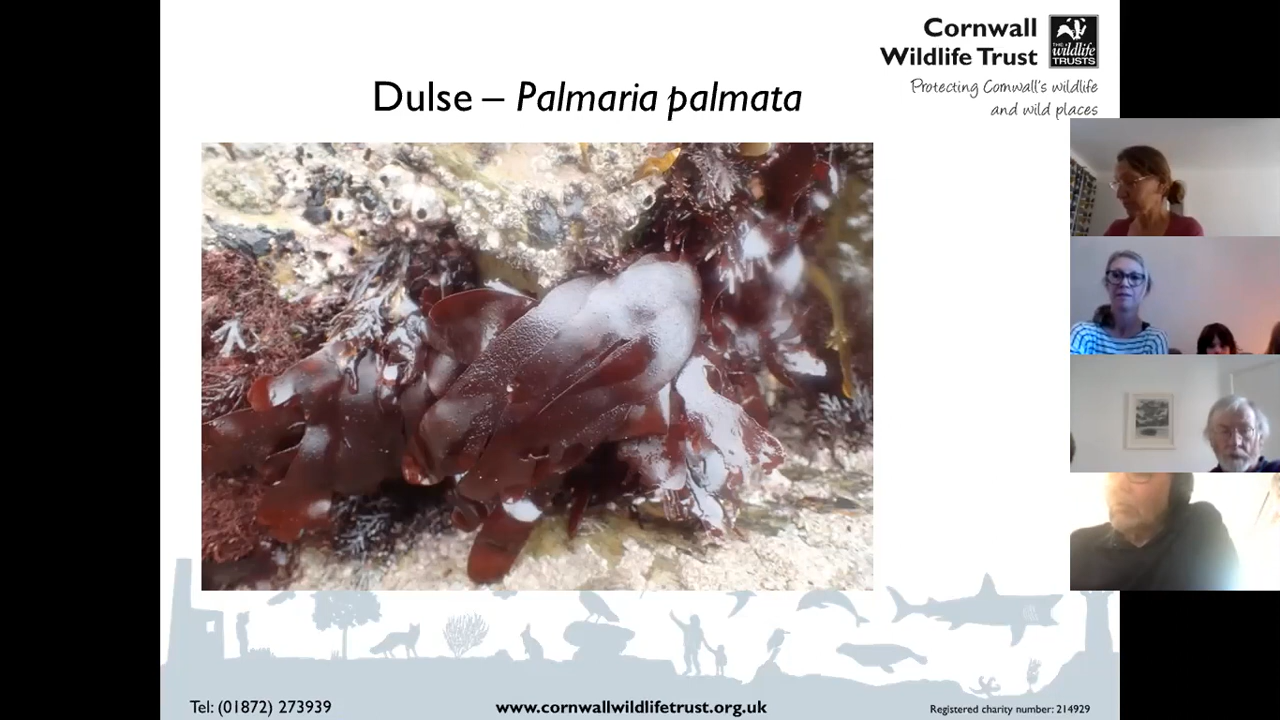 Cornwall
Wildlife Trust
THE
wildlife
TRUSTS
Protecting Cornwall's wildlife
and wild places
Dulse – Palmaria palmata
Tel: (01872) 273939
www.cornwallwildlifetrust.org.uk
Registered charity number: 214929